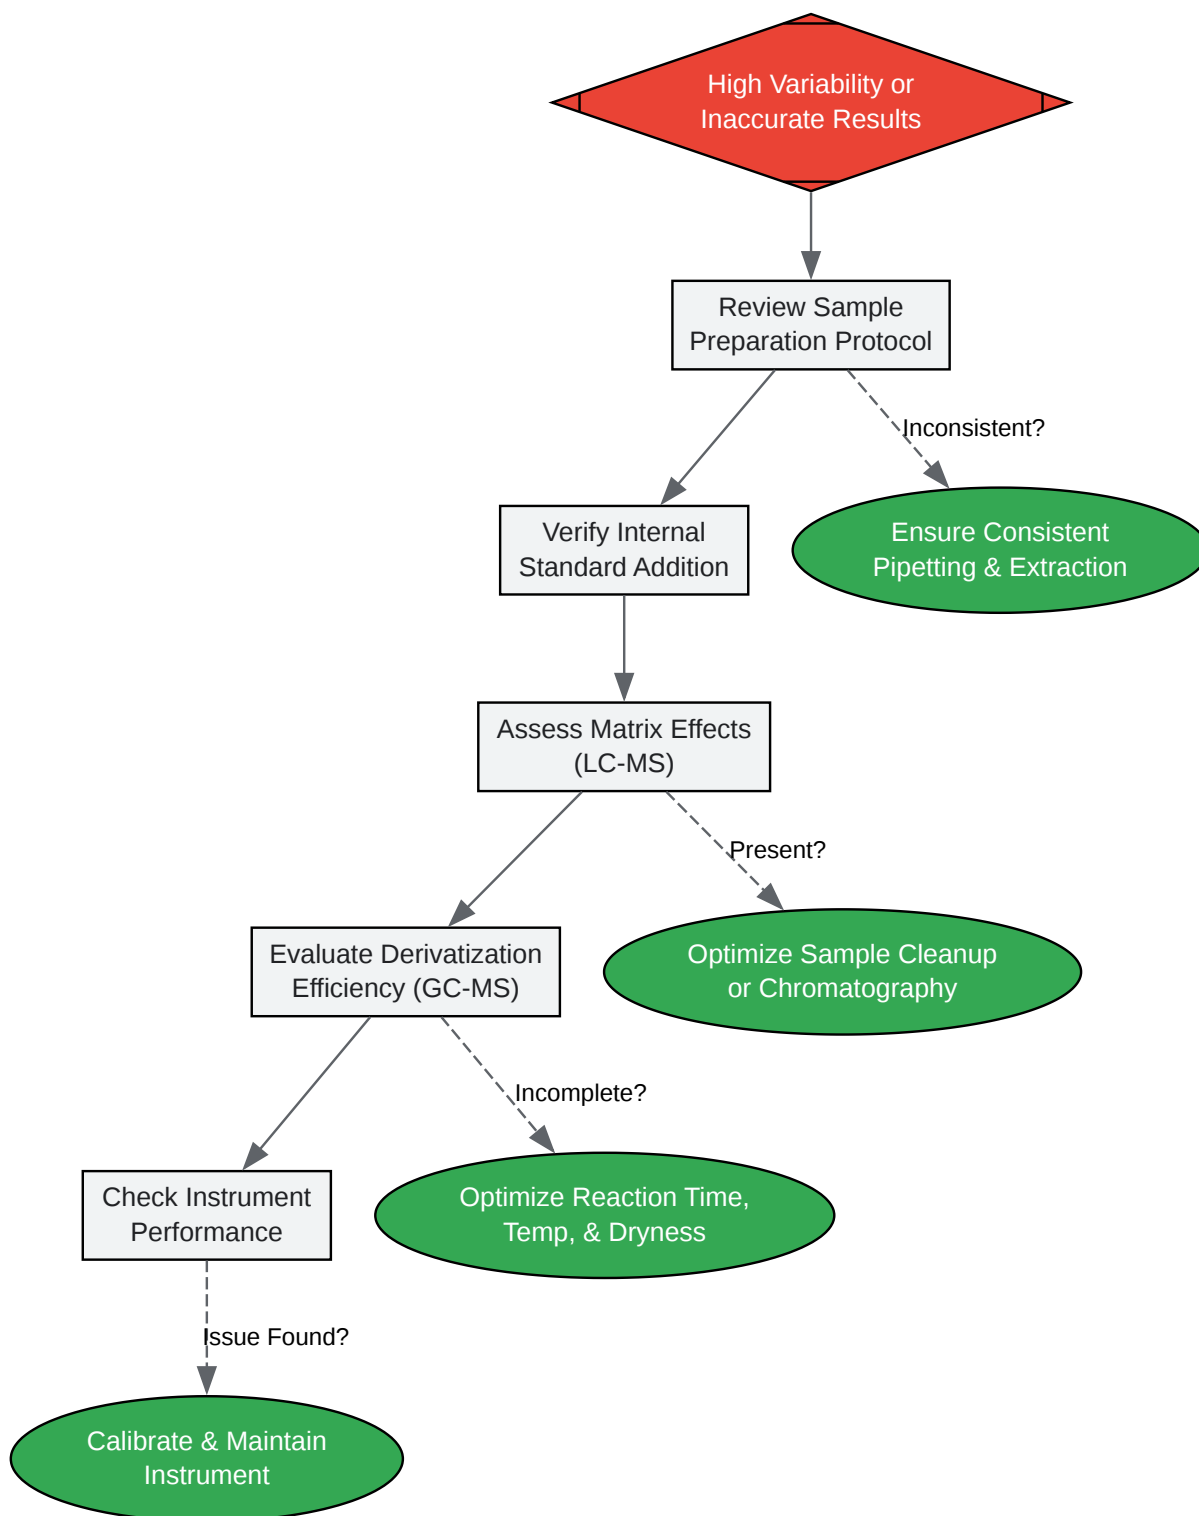 High Variability or
Inaccurate Results
Review Sample
Preparation Protocol
Inconsistent?
Verify Internal
Standard Addition
Ensure Consistent
Pipetting & Extraction
Assess Matrix Effects
(LC-MS)
Present?
Evaluate Derivatization
Efficiency (GC-MS)
Optimize Sample Cleanup
or Chromatography
Incomplete?
Check Instrument
Performance
Optimize Reaction Time,
Temp, & Dryness
Issue Found?
Calibrate & Maintain
Instrument